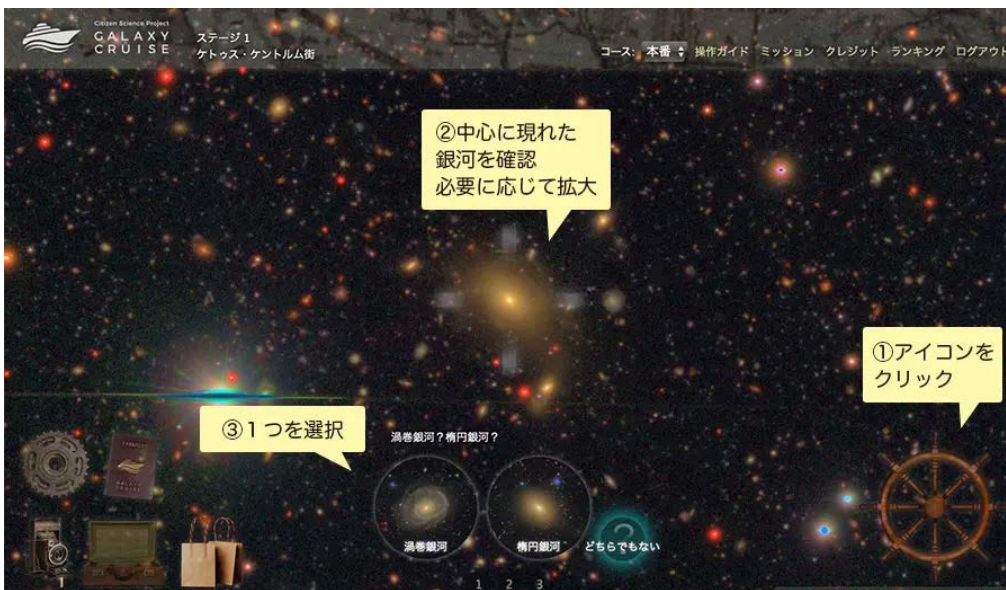 Citizen Science Project
GALAXY
CRUISE
ステージ 1
ケトゥス・ケントルム街
コース: 本番 操作ガイド ミッション クレジット ランキング ログアウト
②中心に現れた
銀河を確認
必要に応じて拡大
①アイコンを
クリック
③1つを選択
渦巻銀河？楕円銀河？
渦巻銀河
楕円銀河
?
どちらでもない
GALAXY
CRUISE
1
1 2 3